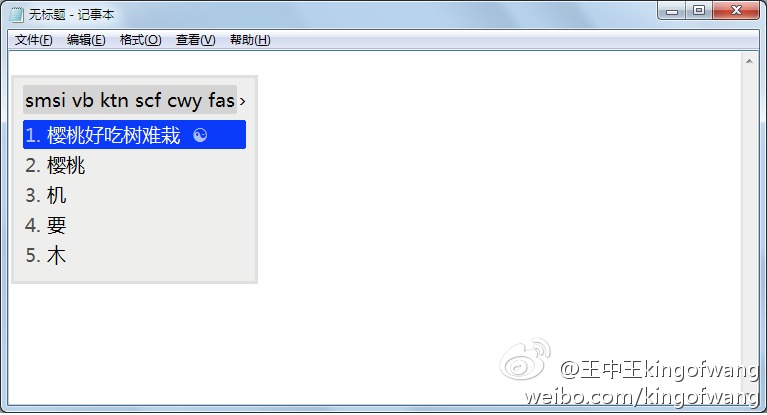 无标题 - 记事本
文件(F) 编辑(E) 格式(O) 查看(V) 帮助(H)
smsi vb ktn scf cwy fas ›
1. 樱桃好吃树难栽 ☯
2. 樱桃
3. 机
4. 要
5. 木
@王中王kingofwang
weibo.com/kingofwang